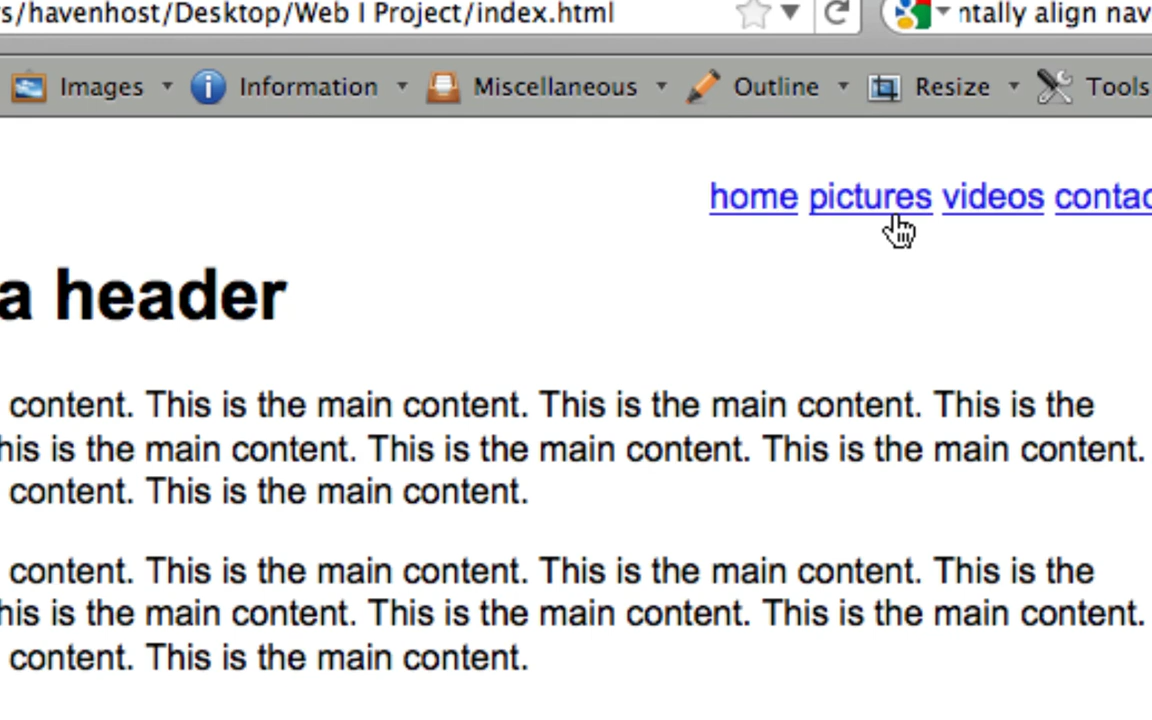 s/havenhost/Desktop/Web I Project/index.html ntally align nav
Images Information Miscellaneous Outline Resize Tools
home pictures videos contac
a header
content. This is the main content. This is the main content. This is the
his is the main content. This is the main content. This is the main content.
content. This is the main content.
content. This is the main content. This is the main content. This is the
his is the main content. This is the main content. This is the main content.
content. This is the main content.